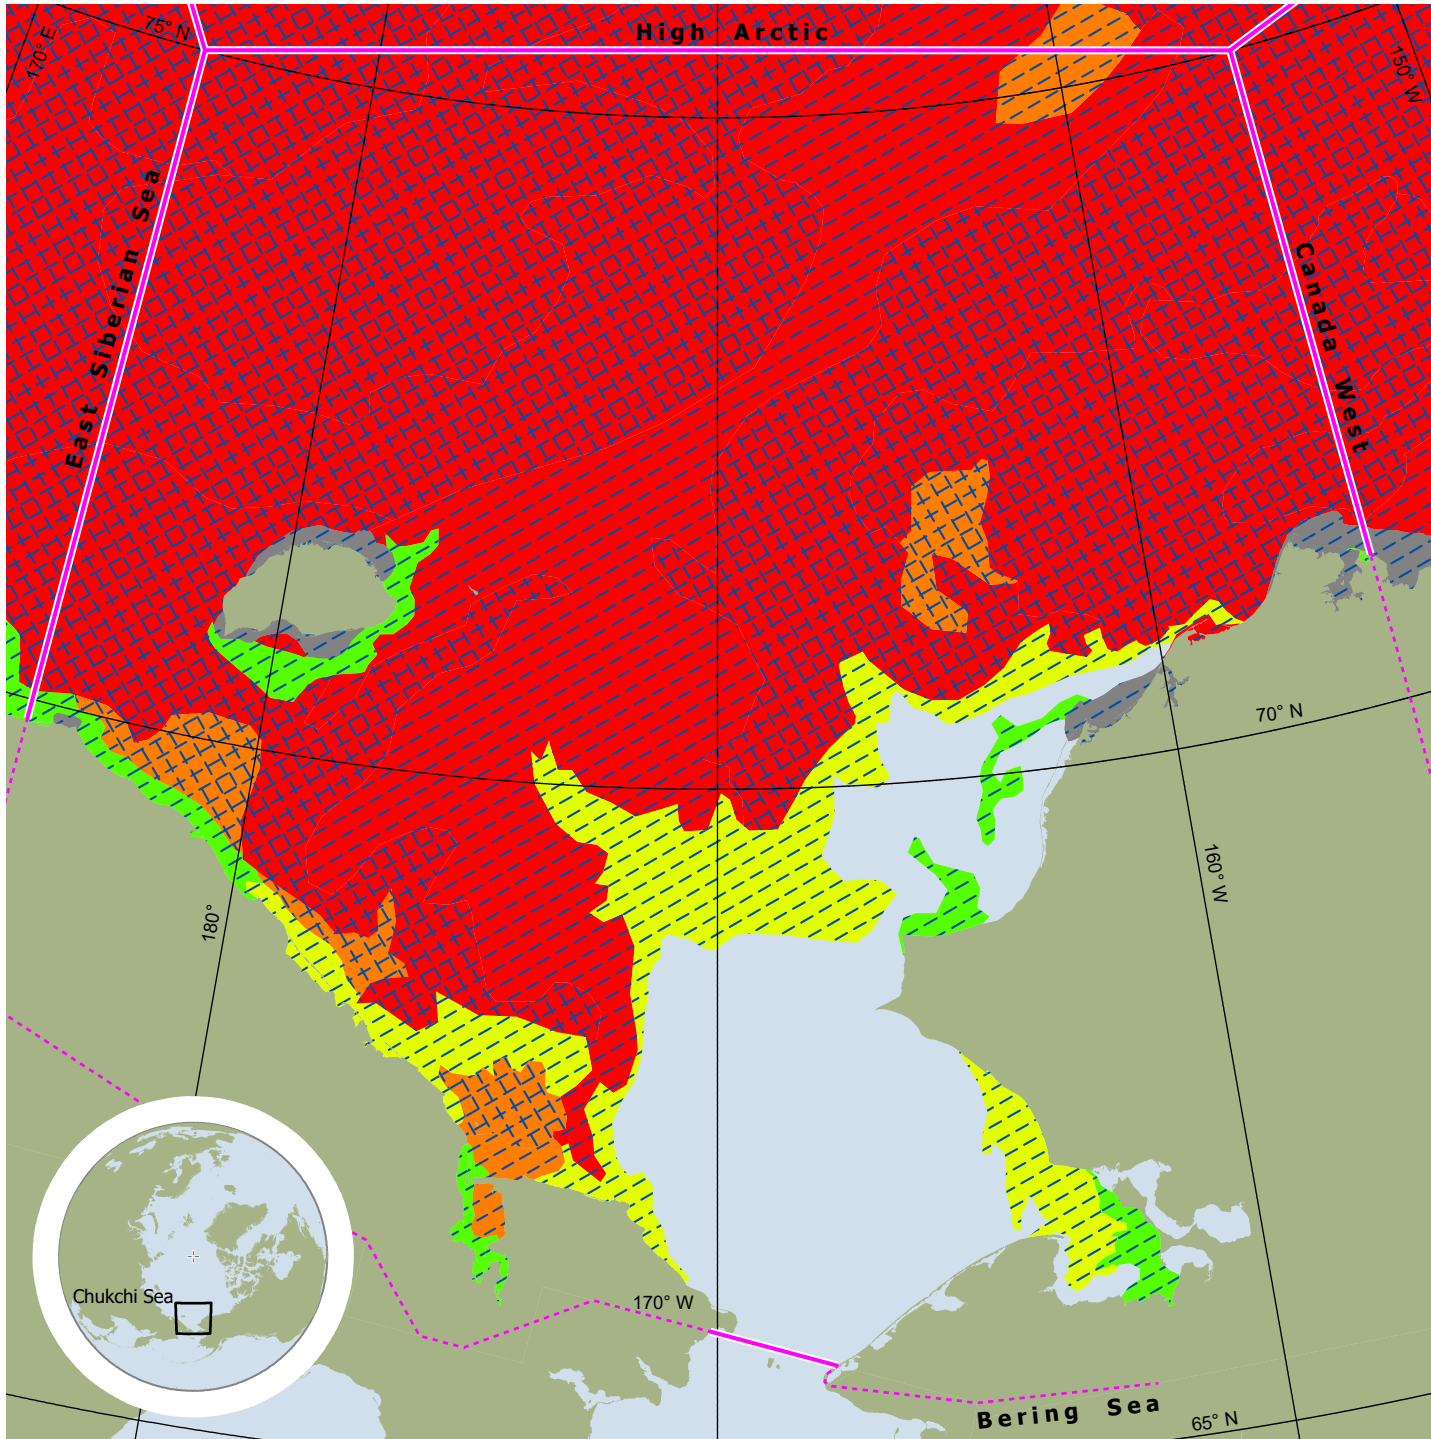 High Arctic
75° N
170° E
150° W
East Siberian Sea
Canada West
70° N
160° W
180°
Chukchi Sea
170° W
Bering Sea
65° N